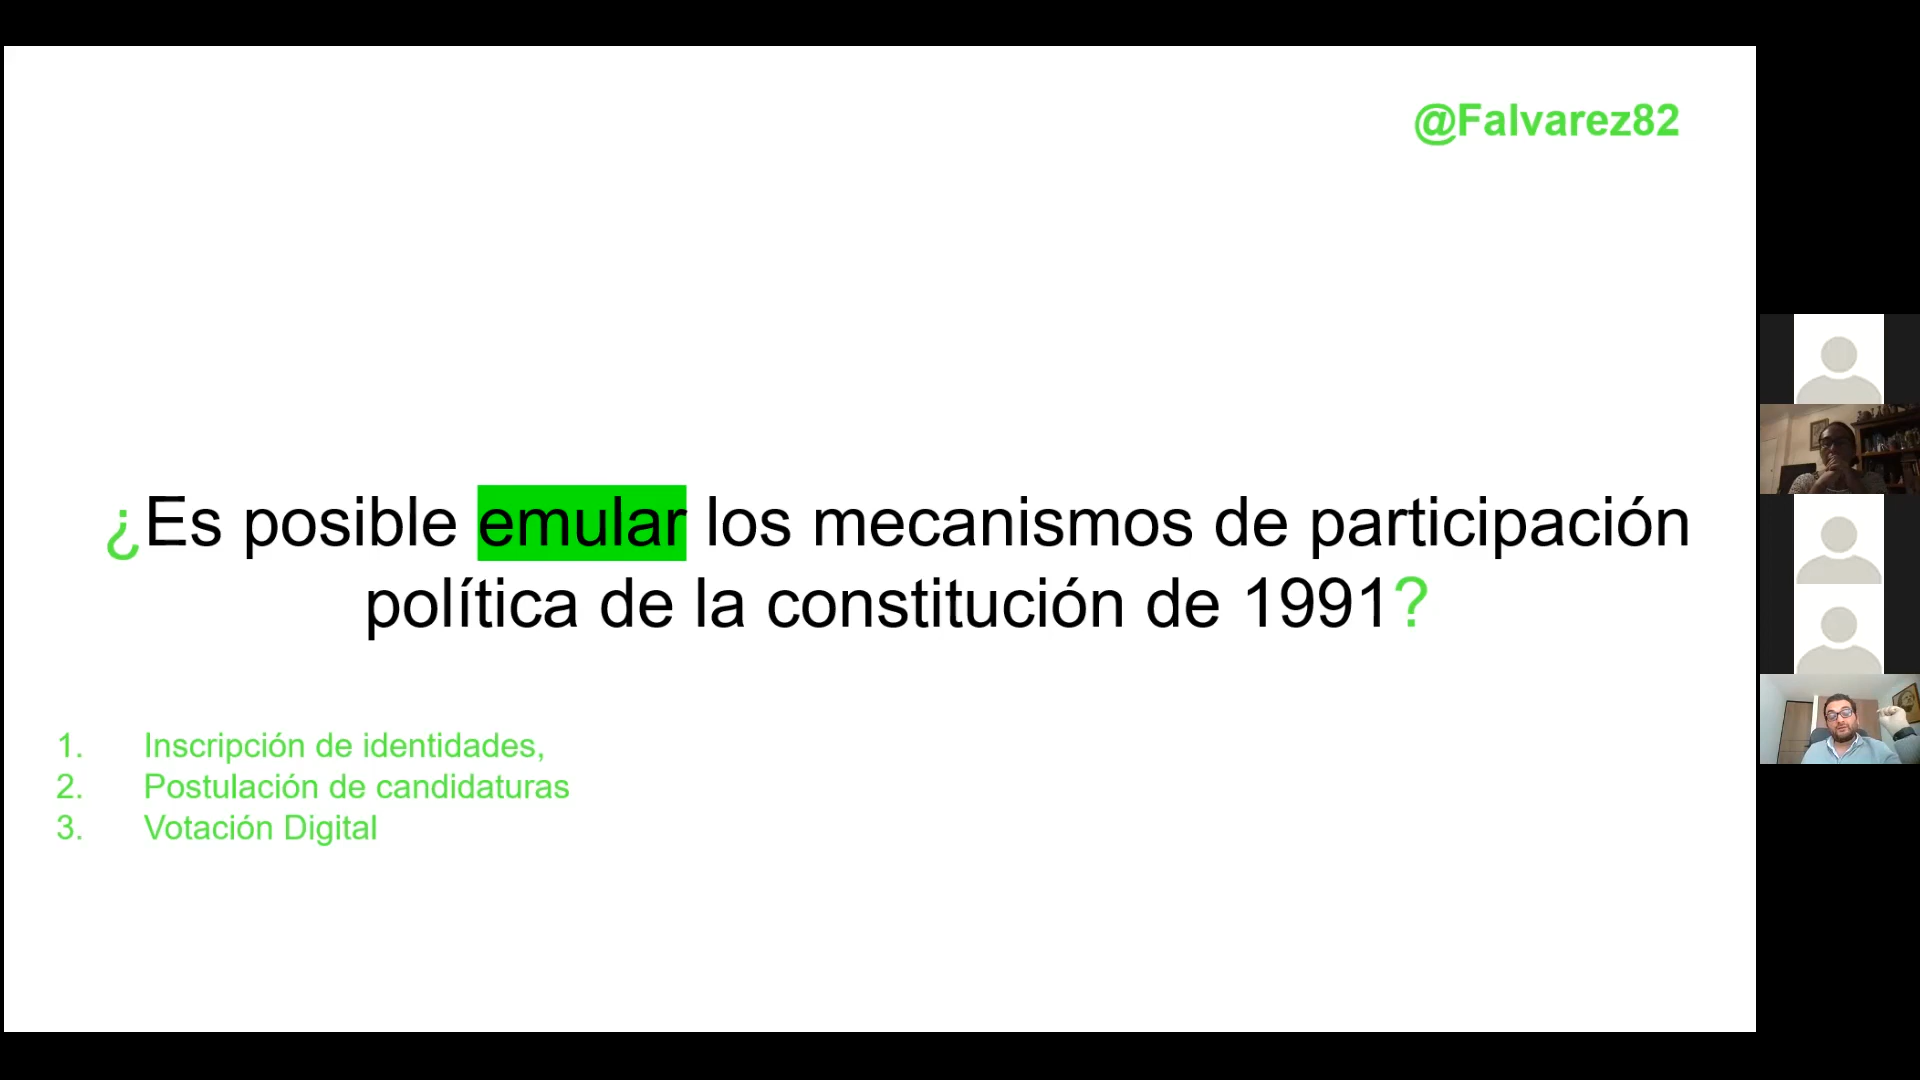 @Falvarez82
¿Es posible emular los mecanismos de participación
política de la constitución de 1991?
1. Inscripción de identidades,
2. Postulación de candidaturas
3. Votación Digital